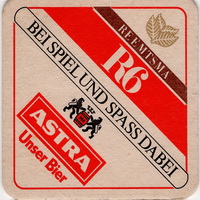 REEMTSMA
R6
BEI SPIEL UND SPASS DABEI
ASTRA
Unser Bier